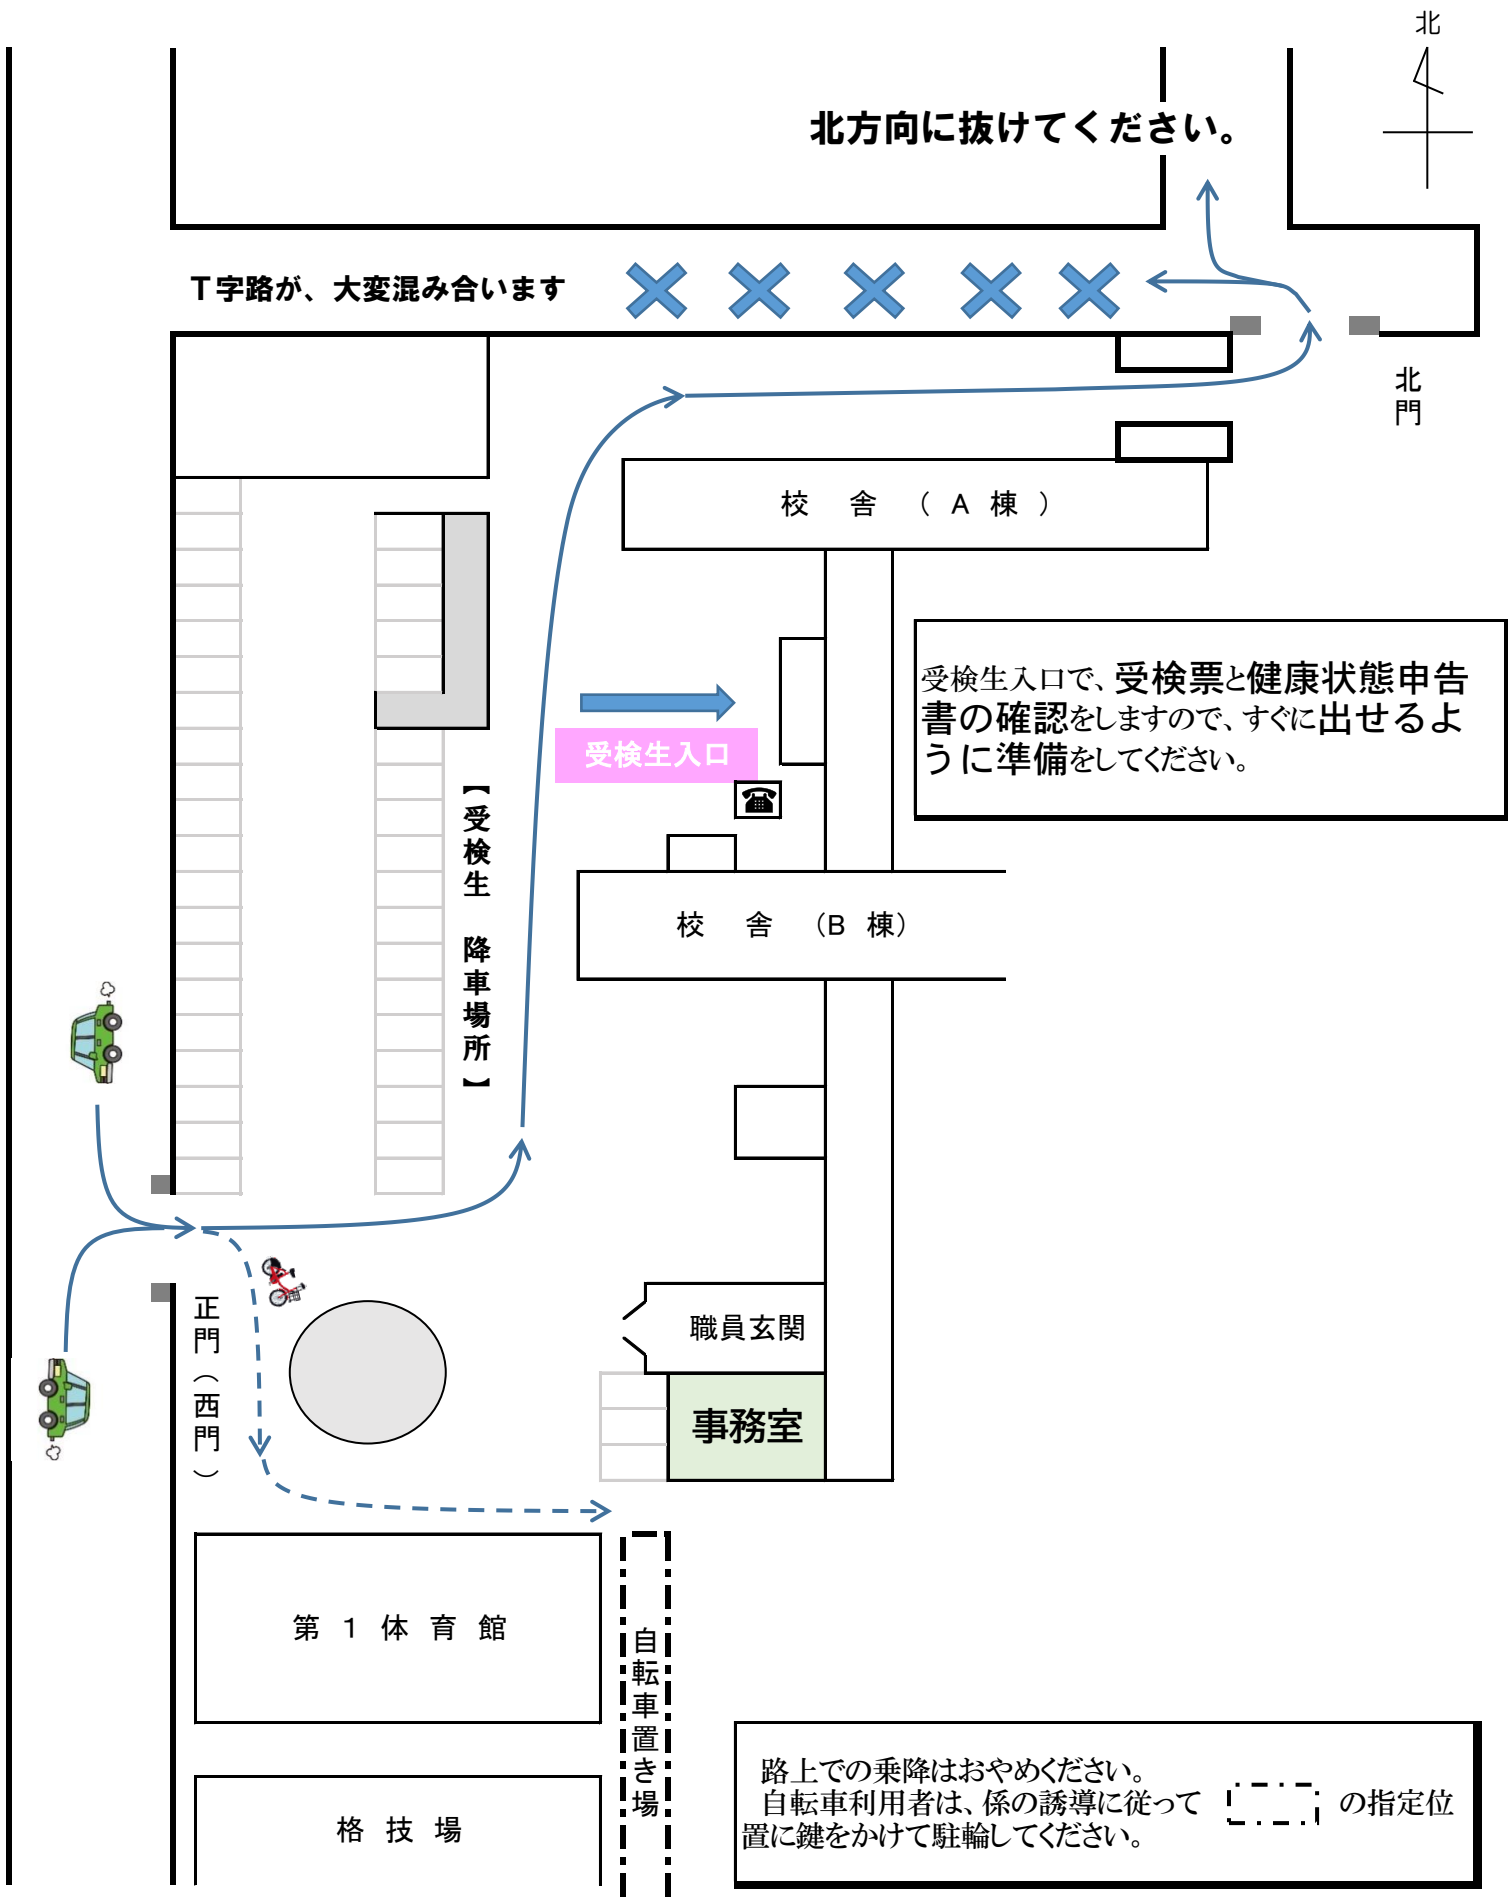 北
北方向に抜けてください。
T字路が、大変混み合います
北門
校　舎　（　A　棟　）
受検生入口で、受検票と健康状態申告
書の確認をしますので、すぐに出せるよ
うに準備をしてください。
受検生入口
【受検生　降車場所】
校　舎　（B　棟）
正門（西門）
職員玄関
事務室
第　1　体　育　館
自転車置き場
格　技　場
路上での乗降はおやめください。
自転車利用者は、係の誘導に従って　　　の指定位
置に鍵をかけて駐輪してください。